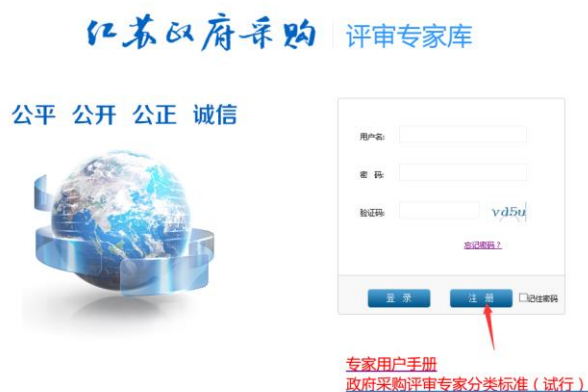 江苏政府采购 评审专家库
公平 公开 公正 诚信
用户名:
密 码:
验证码: vd5u
忘记密码？
登 录 注 册 记住密码
专家用户手册
政府采购评审专家分类标准（试行）